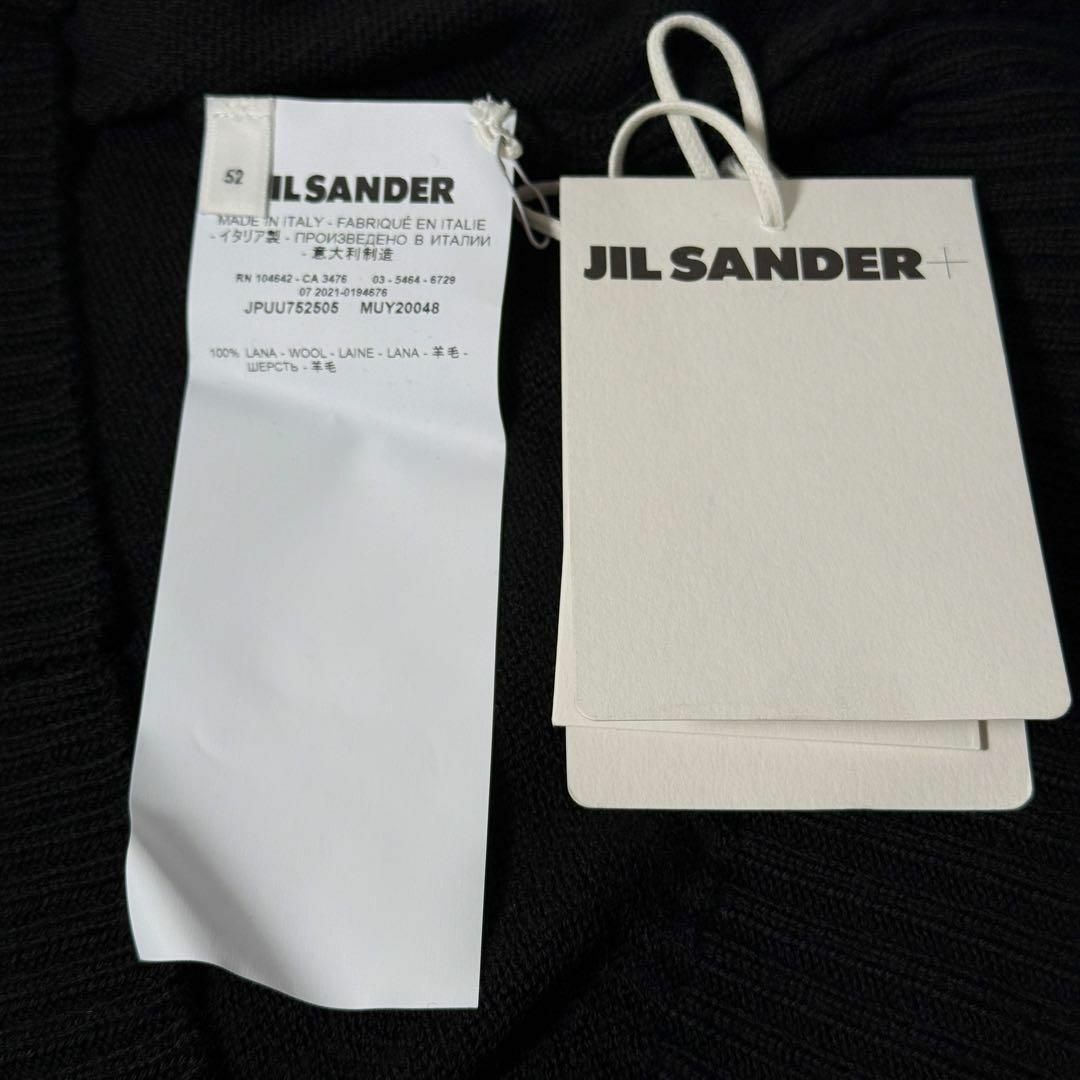 52
JIL SANDER
MADE IN ITALY - FABRIQUÉ EN ITALIE
- イタリア製 - ПРОИЗВЕДЕНО В ИТАЛИИ
- 意大利制造
RN 104642 - CA 3476 03 - 5464 - 6729
07 2021-0194676
JPUU752505 MUY20048
100% LANA - WOOL - LAINE - LANA - 羊毛 -
ШЕРСТЬ - 羊毛
JIL SANDER+